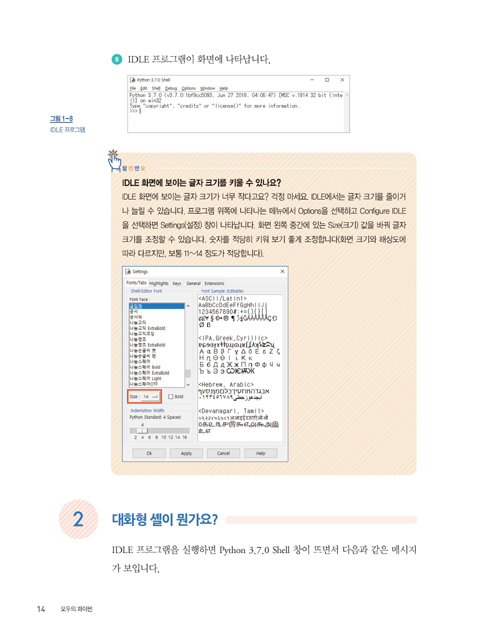 8 IDLE 프로그램이 화면에 나타납니다.
Python 3.7.0 Shell
File Edit Shell Debug Options Window Help
Python 3.7.0 (v3.7.0:1bf9cc5093, Jun 27 2018, 04:06:47) [MSC v.1914 32 bit (Inte
l)] on win32
Type "copyright", "credits" or "license()" for more information.
>>>
그림 1-8
IDLE 프로그램
잠깐만요
IDLE 화면에 보이는 글자 크기를 키울 수 있나요?
IDLE 화면에 보이는 글자 크기가 너무 작다고요? 걱정 마세요. IDLE에서는 글자 크기를 줄이거
나 늘릴 수 있습니다. 프로그램 위쪽에 나타나는 메뉴에서 Options을 선택하고 Configure IDLE
을 선택하면 Settings(설정) 창이 나타납니다. 화면 왼쪽 중간에 있는 Size(크기) 값을 바꿔 글자
크기를 조정할 수 있습니다. 숫자를 적당히 키워 보기 좋게 조정합니다(화면 크기와 해상도에
따라 다르지만, 보통 11~14 정도가 적당합니다).
Settings
Fonts/Tabs Highlights Keys General Extensions
Shell/Editor Font
Font Face :
굴림체
궁서
궁서체
나눔고딕
나눔고딕 ExtraBold
나눔고딕코딩
나눔명조
나눔명조 ExtraBold
나눔손글씨 붓
나눔손글씨 펜
나눔스퀘어
나눔스퀘어 Bold
나눔스퀘어 ExtraBold
나눔스퀘어 Light
나눔스퀘어OTF
Size : 14 Bold
Indentation Width
Python Standard: 4 Spaces!
4
2 4 6 8 10 12 14 16
Font Sample (Editable)
<ASCII/Latin1>
AaBbCcDdEeFfGgHhIiJj
1234567890#:+=(){}[]
<IPA,Greek,Cyrillic>
<Hebrew, Arabic>
<Devanagari, Tamil>
Ok Apply Cancel Help
2 대화형 셸이 뭔가요?
IDLE 프로그램을 실행하면 Python 3.7.0 Shell 창이 뜨면서 다음과 같은 메시지
가 보입니다.
14 모두의 파이썬